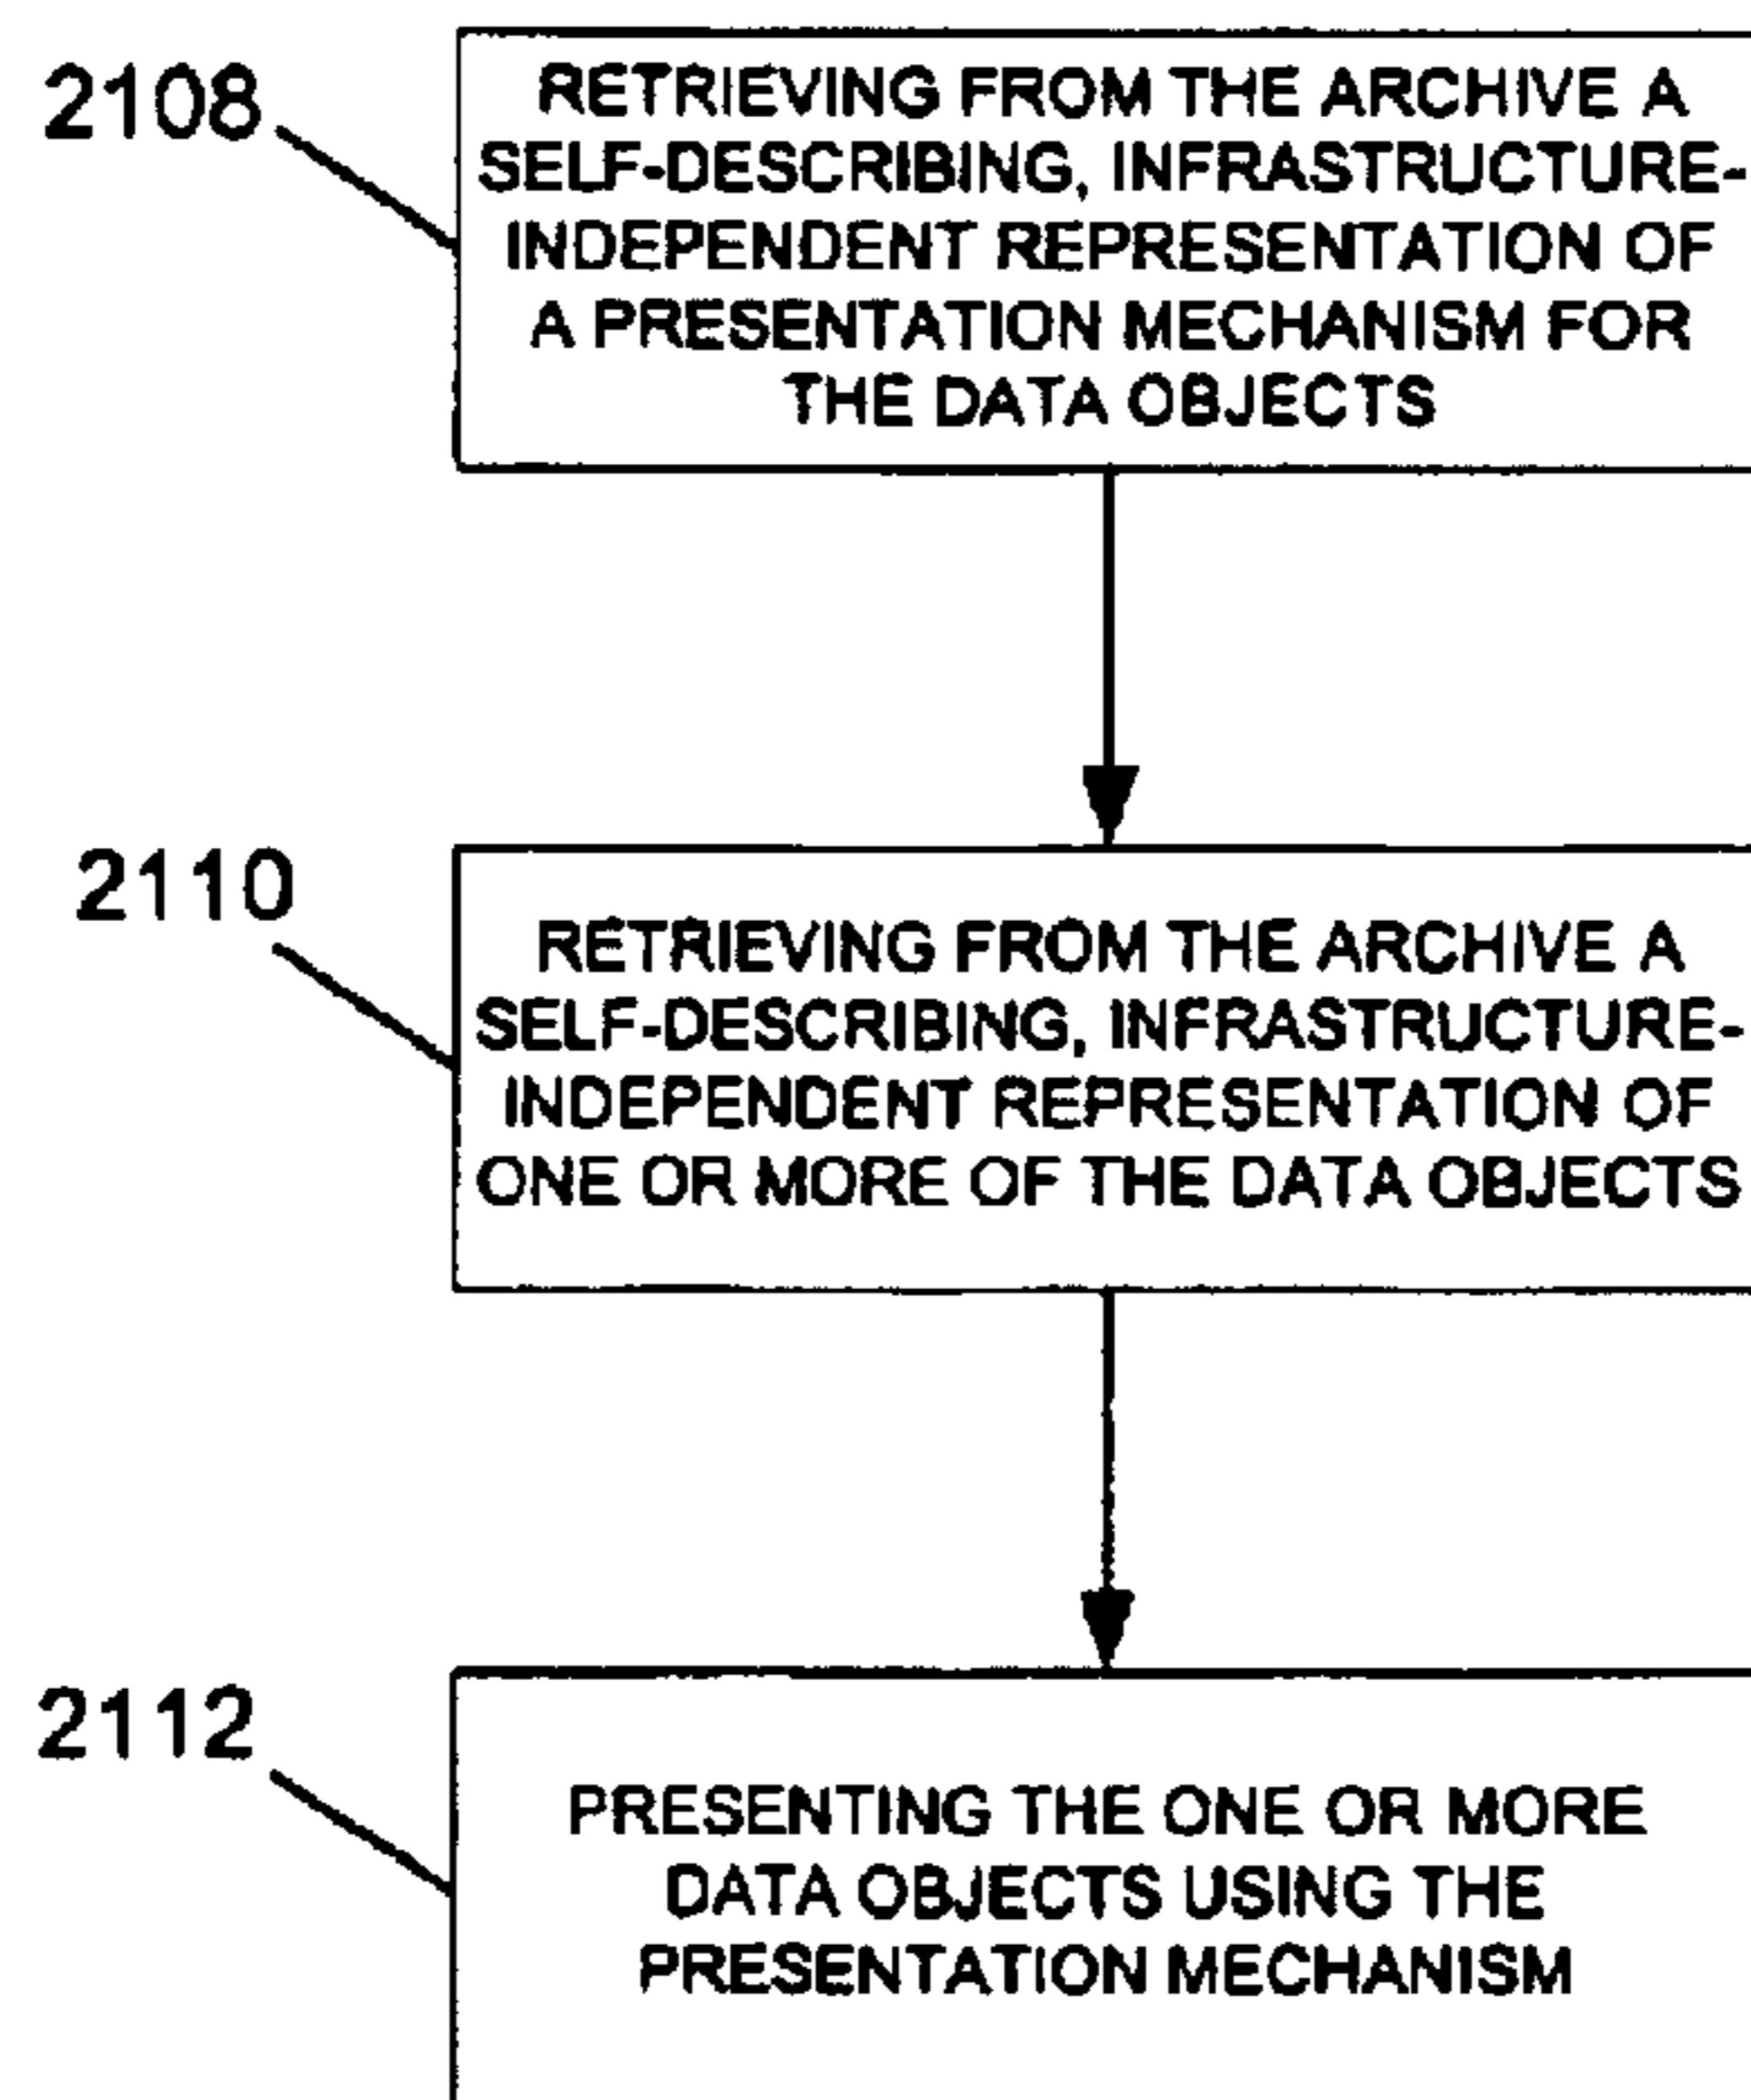 2108
RETRIEVING FROM THE ARCHIVE A
SELF-DESCRIBING, INFRASTRUCTURE-
INDEPENDENT REPRESENTATION OF
A PRESENTATION MECHANISM FOR
THE DATA OBJECTS
2110
RETRIEVING FROM THE ARCHIVE A
SELF-DESCRIBING, INFRASTRUCTURE-
INDEPENDENT REPRESENTATION OF
ONE OR MORE OF THE DATA OBJECTS
2112
PRESENTING THE ONE OR MORE
DATA OBJECTS USING THE
PRESENTATION MECHANISM